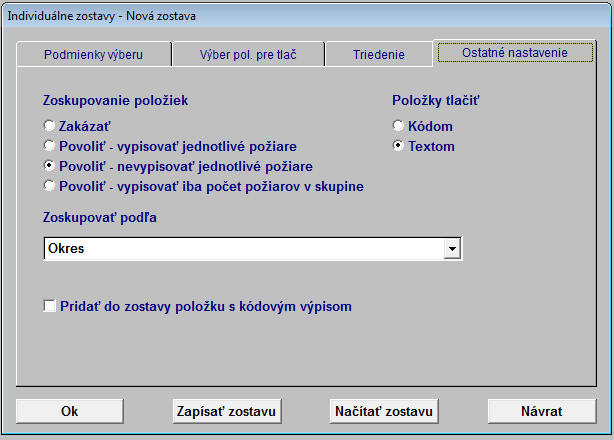 Individuálne zostavy - Nová zostava
Podmienky výberu
Výber pol. pre tlač
Triedenie
Ostatné nastavenie
Zoskupovanie položiek
Položky tlačiť
Zakázať
Kódom
Povoliť - vypisovať jednotlivé požiare
Textom
Povoliť - nevypisovať jednotlivé požiare
Povoliť - vypisovať iba počet požiarov v skupine
Zoskupovať podľa
Okres
Pridať do zostavy položku s kódovým výpisom
Ok
Zapísať zostavu
Načítať zostavu
Návrat